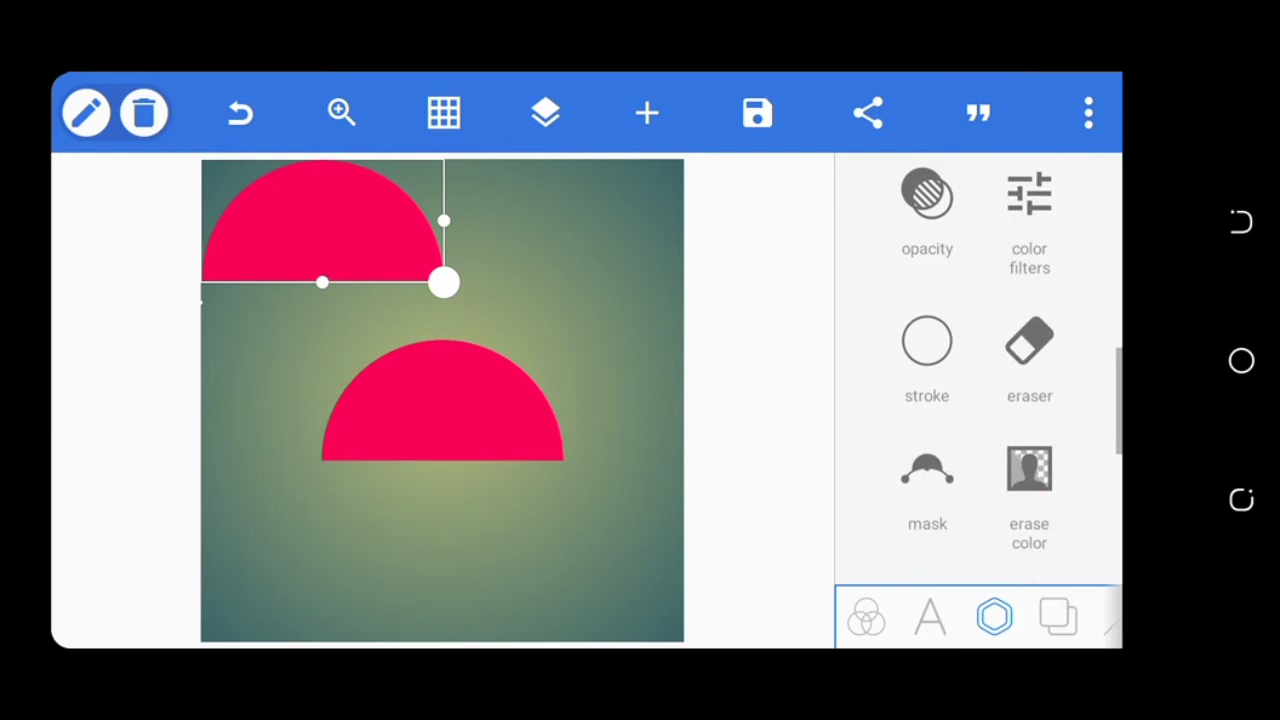 opacity
color
filters
stroke
eraser
mask
erase
color